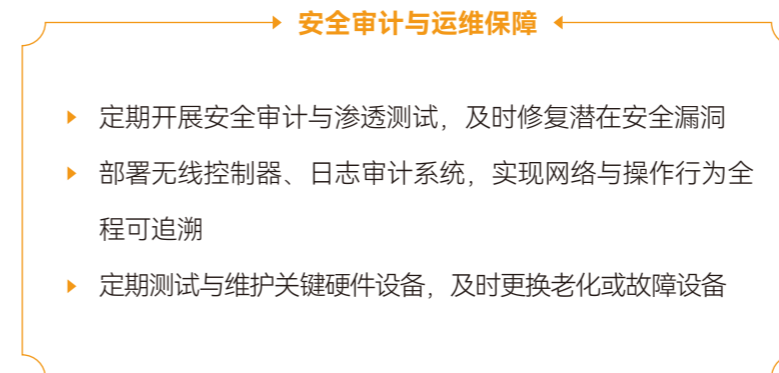 安全审计与运维保障
定期开展安全审计与渗透测试，及时修复潜在安全漏洞
部署无线控制器、日志审计系统，实现网络与操作行为全
程可追溯
定期测试与维护关键硬件设备，及时更换老化或故障设备